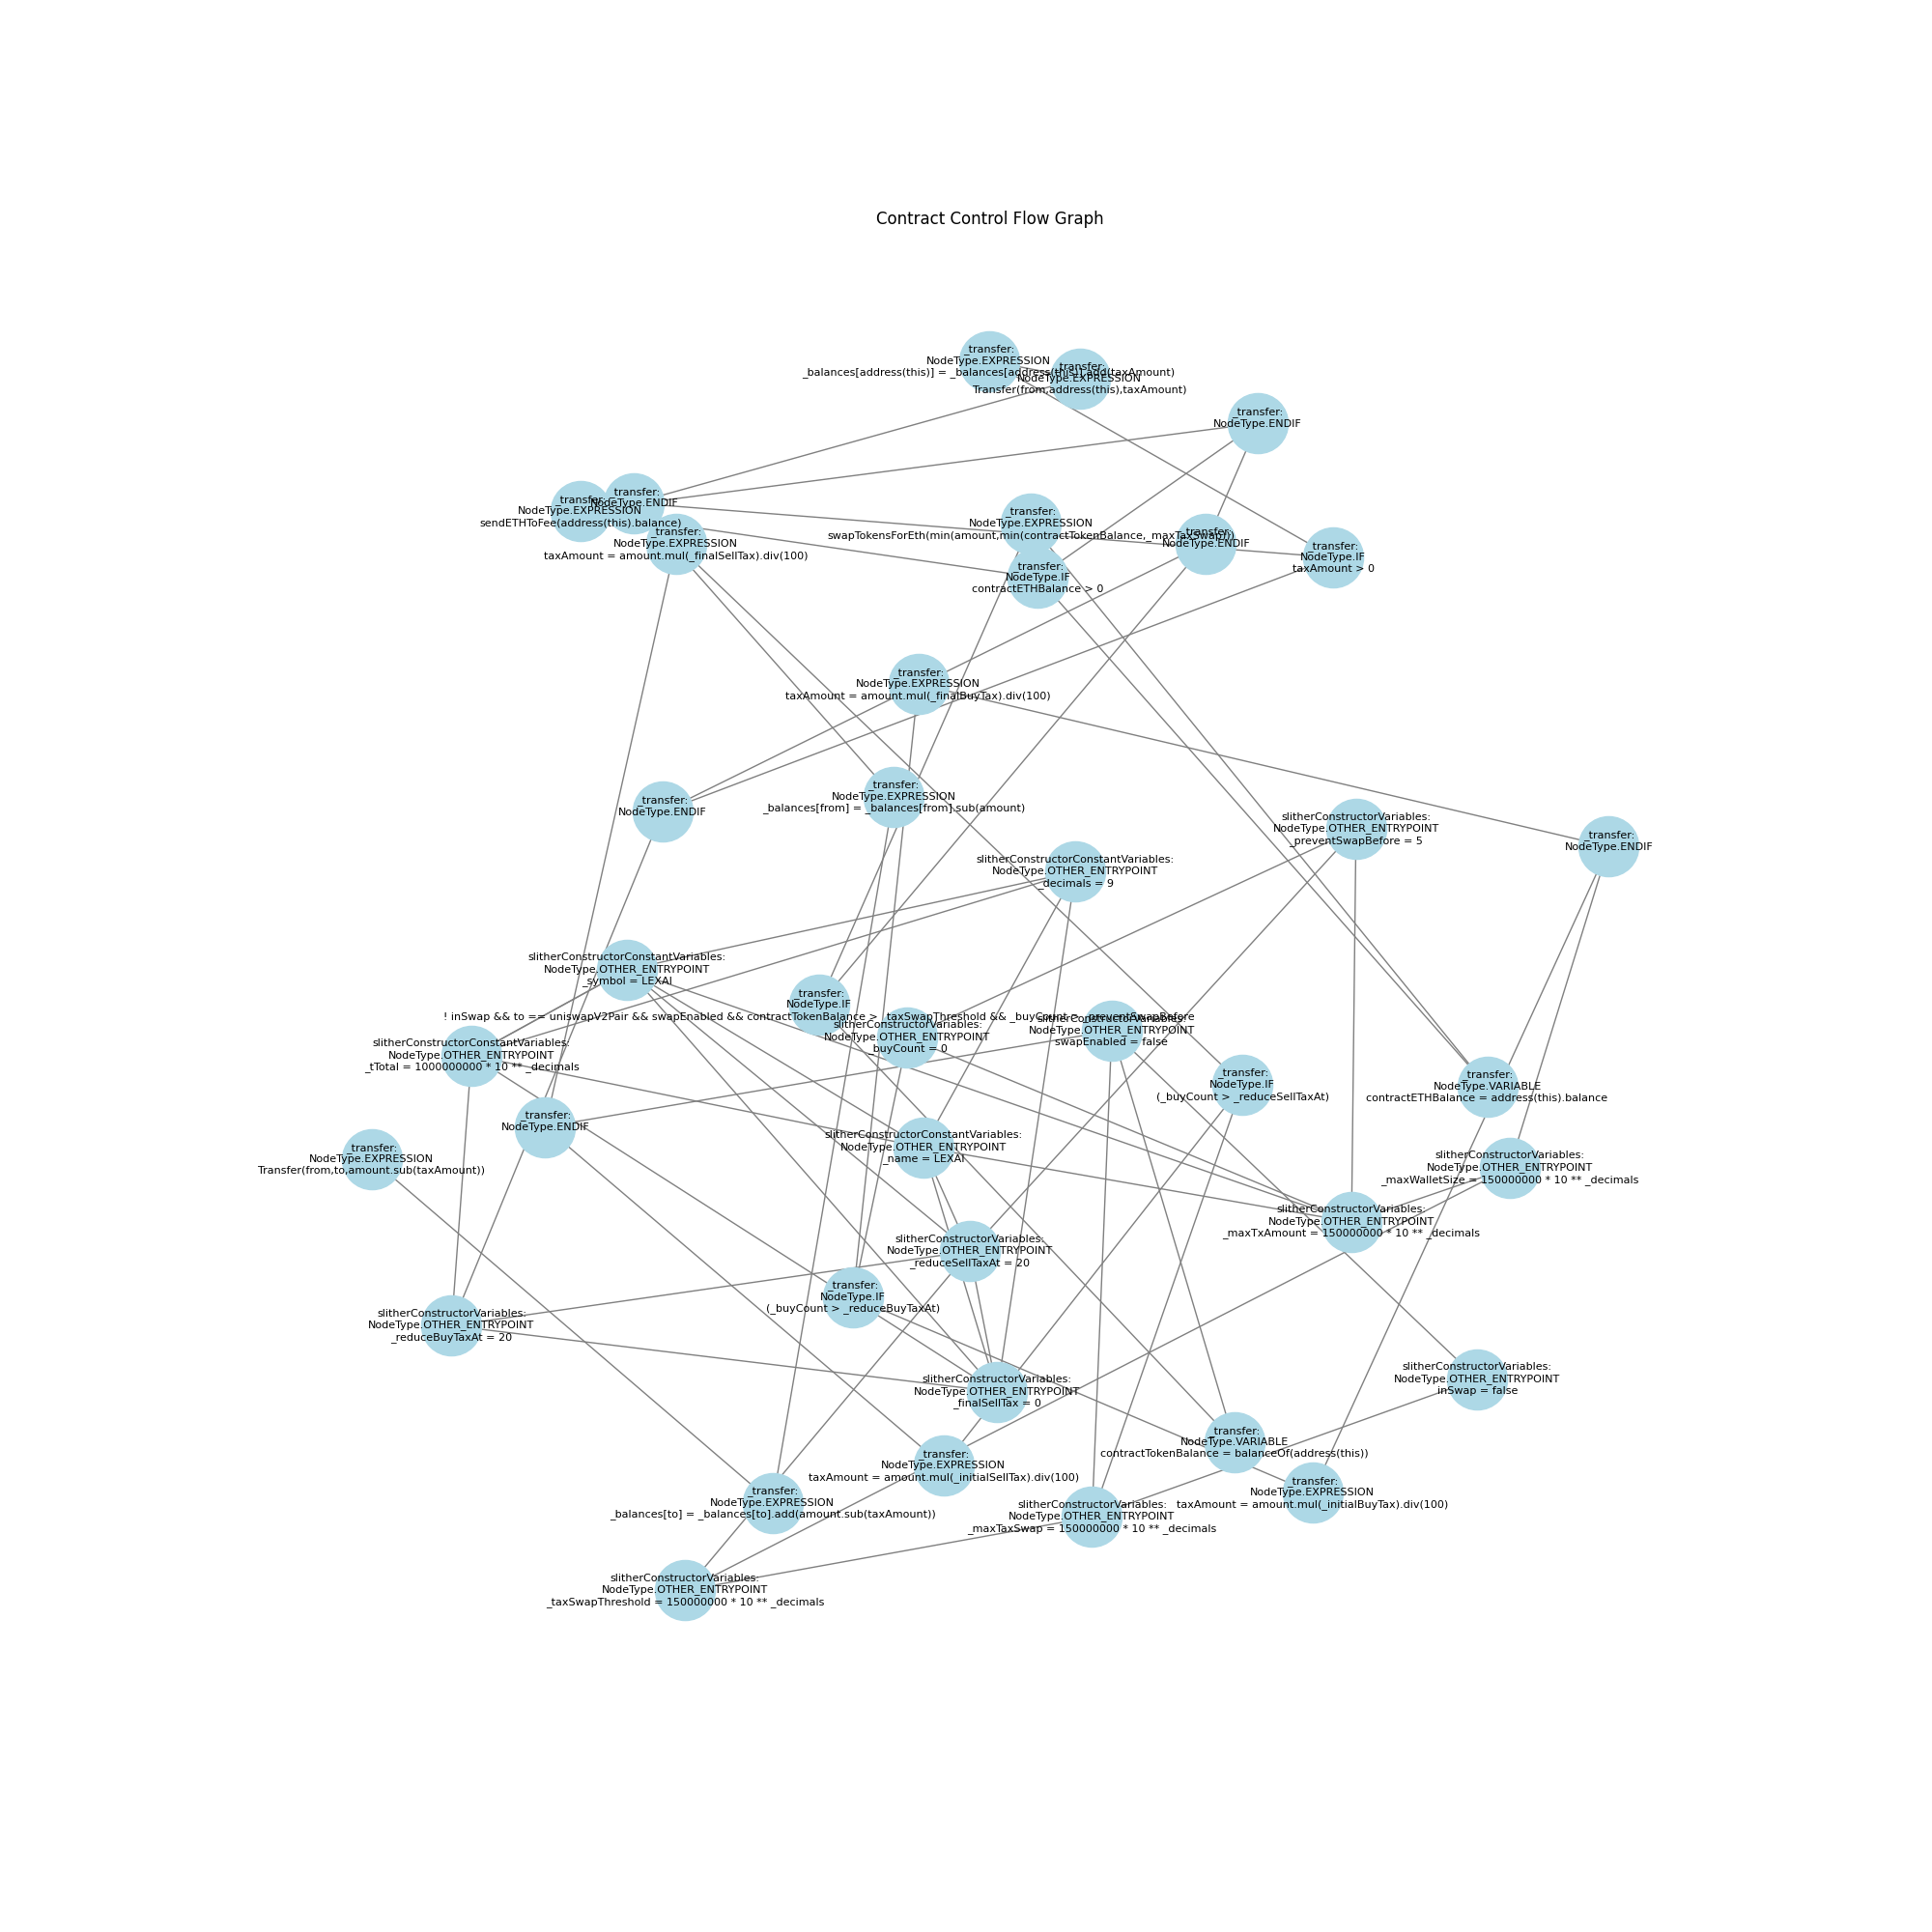 Contract Control Flow Graph
_transfer:
NodeType.EXPRESSION
_balances[address(this)] = _balances[address(this)].add(taxAmount)
_transfer:
NodeType.EXPRESSION
Transfer(from,address(this),taxAmount)
_transfer:
NodeType.ENDIF
_transfer:
NodeType.EXPRESSION
sendETHToFee(address(this).balance)
_transfer:
NodeType.ENDIF
_transfer:
NodeType.EXPRESSION
taxAmount = amount.mul(_finalSellTax).div(100)
_transfer:
NodeType.EXPRESSION
swapTokensForEth(min(amount,min(contractTokenBalance,_maxTaxSwap)))
_transfer:
NodeType.ENDIF
_transfer:
NodeType.IF
taxAmount > 0
_transfer:
NodeType.IF
contractETHBalance > 0
_transfer:
NodeType.EXPRESSION
taxAmount = amount.mul(_finalBuyTax).div(100)
_transfer:
NodeType.EXPRESSION
_balances[from] = _balances[from].sub(amount)
_transfer:
NodeType.ENDIF
slitherConstructorVariables:
NodeType.OTHER_ENTRYPOINT
_preventSwapBefore = 5
_transfer:
NodeType.ENDIF
slitherConstructorConstantVariables:
NodeType.OTHER_ENTRYPOINT
_decimals = 9
slitherConstructorConstantVariables:
NodeType.OTHER_ENTRYPOINT
_symbol = LEXAI
_transfer:
NodeType.IF
! inSwap && to == uniswapV2Pair && swapEnabled && contractTokenBalance > _taxSwapThreshold && _buyCount > _preventSwapBefore
slitherConstructorVariables:
NodeType.OTHER_ENTRYPOINT
_buyCount = 0
slitherConstructorVariables:
NodeType.OTHER_ENTRYPOINT
swapEnabled = false
slitherConstructorConstantVariables:
NodeType.OTHER_ENTRYPOINT
_tTotal = 1000000000 * 10 ** _decimals
_transfer:
NodeType.IF
(_buyCount > _reduceSellTaxAt)
_transfer:
NodeType.VARIABLE
contractETHBalance = address(this).balance
_transfer:
NodeType.ENDIF
slitherConstructorConstantVariables:
NodeType.OTHER_ENTRYPOINT
_name = LEXAI
_transfer:
NodeType.EXPRESSION
Transfer(from,to,amount.sub(taxAmount))
slitherConstructorVariables:
NodeType.OTHER_ENTRYPOINT
_maxWalletSize = 150000000 * 10 ** _decimals
slitherConstructorVariables:
NodeType.OTHER_ENTRYPOINT
_maxTxAmount = 150000000 * 10 ** _decimals
slitherConstructorVariables:
NodeType.OTHER_ENTRYPOINT
_reduceSellTaxAt = 20
_transfer:
NodeType.IF
(_buyCount > _reduceBuyTaxAt)
slitherConstructorVariables:
NodeType.OTHER_ENTRYPOINT
_reduceBuyTaxAt = 20
slitherConstructorVariables:
NodeType.OTHER_ENTRYPOINT
inSwap = false
slitherConstructorVariables:
NodeType.OTHER_ENTRYPOINT
_finalSellTax = 0
_transfer:
NodeType.VARIABLE
contractTokenBalance = balanceOf(address(this))
_transfer:
NodeType.EXPRESSION
taxAmount = amount.mul(_initialSellTax).div(100)
_transfer:
NodeType.EXPRESSION
taxAmount = amount.mul(_initialBuyTax).div(100)
_transfer:
NodeType.EXPRESSION
_balances[to] = _balances[to].add(amount.sub(taxAmount))
slitherConstructorVariables:
NodeType.OTHER_ENTRYPOINT
_maxTaxSwap = 150000000 * 10 ** _decimals
slitherConstructorVariables:
NodeType.OTHER_ENTRYPOINT
_taxSwapThreshold = 150000000 * 10 ** _decimals